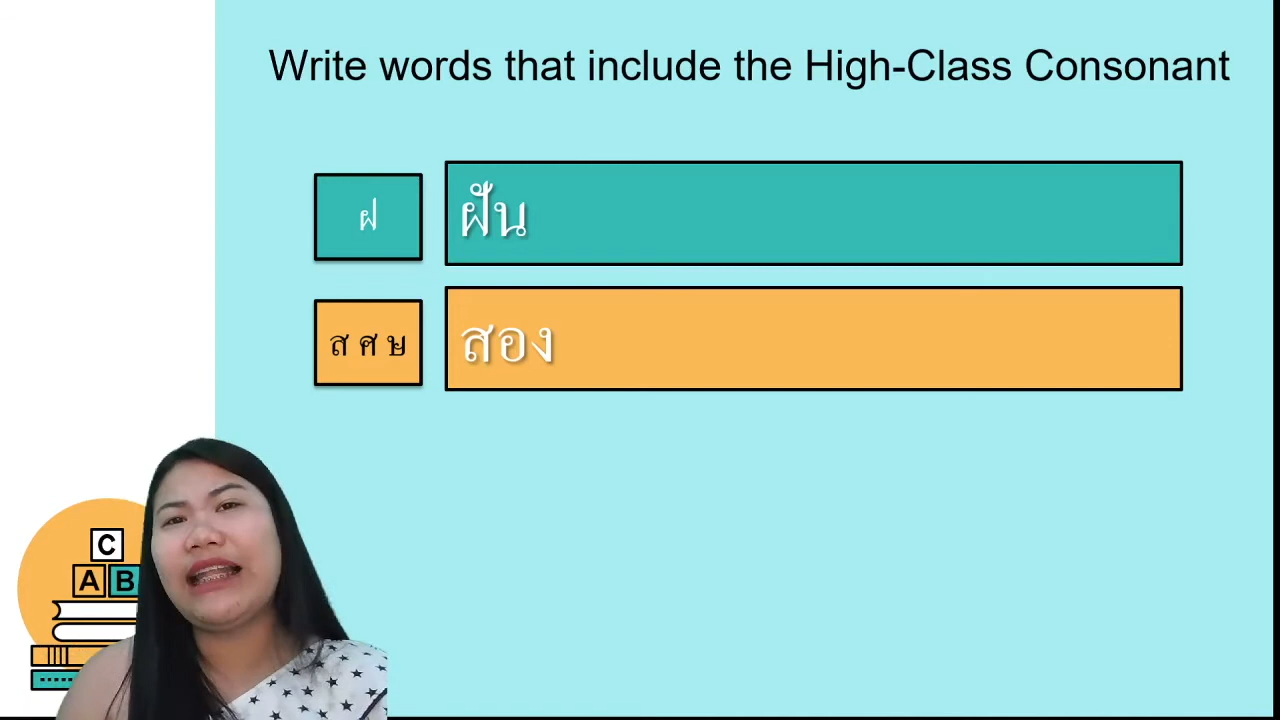 Write words that include the High-Class Consonant
ฝ
ฝัน
ส ศ ษ
สอง
C
A B